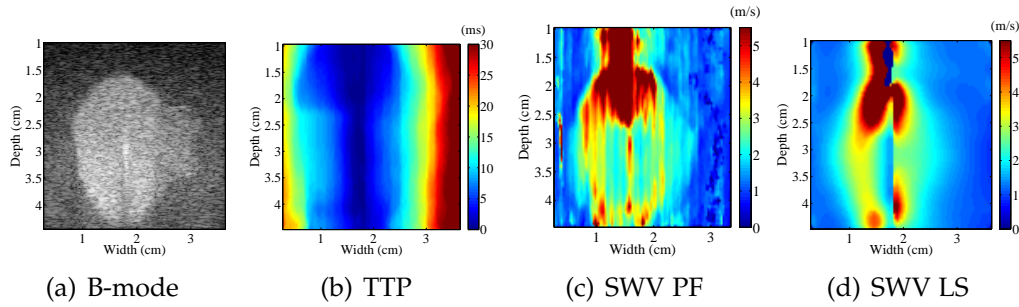 (ms)
(m/s)
(m/s)
1
1.5
2
2.5
3
3.5
4
Depth (cm)
1 2 3
Width (cm)
1
1.5
2
2.5
3
3.5
4
Depth (cm)
1 2 3
Width (cm)
30
25
20
15
10
5
0
1
1.5
2
2.5
3
3.5
4
Depth (cm)
1 2 3
Width (cm)
5
4
3
2
1
0
1
1.5
2
2.5
3
3.5
4
Depth (cm)
1 2 3
Width (cm)
5
4
3
2
1
0
(a) B-mode
(b) TTP
(c) SWV PF
(d) SWV LS